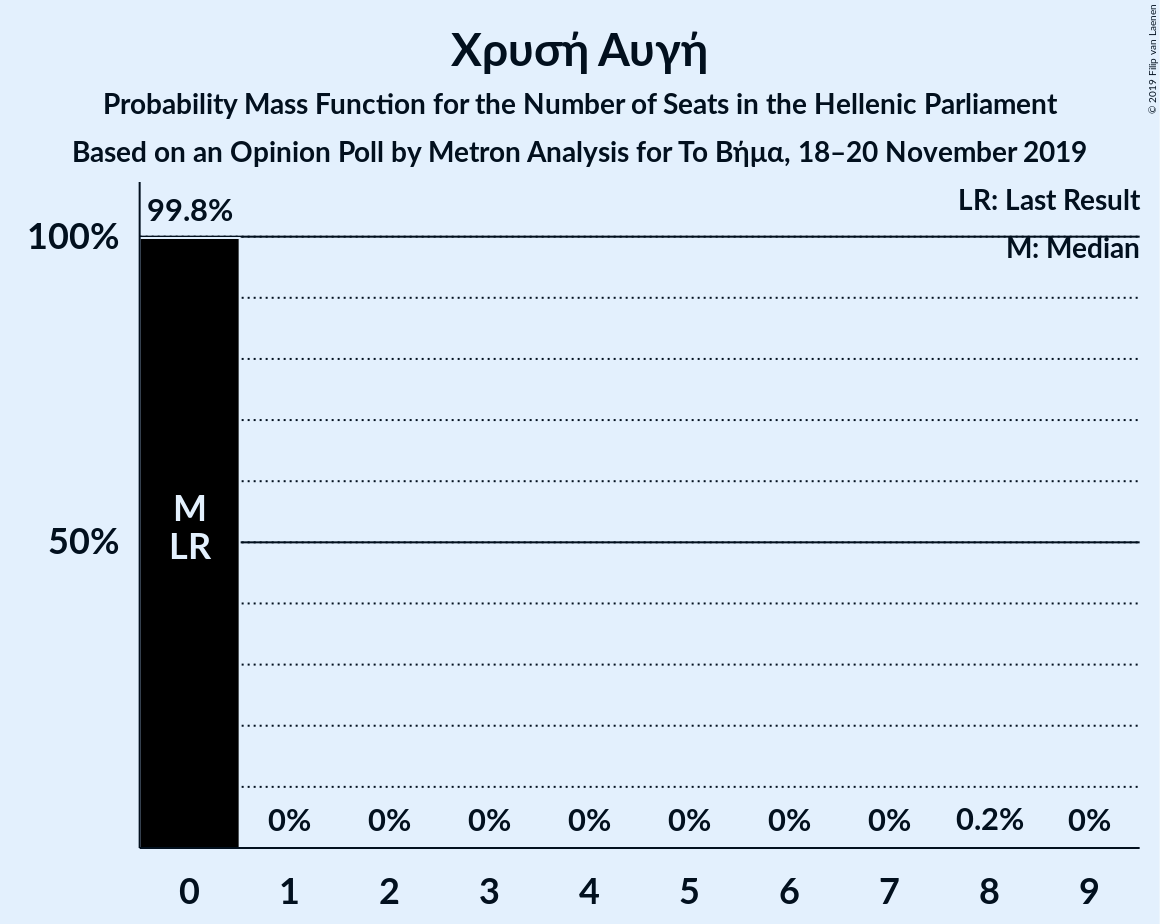 Χρυσή Αυγή
Probability Mass Function for the Number of Seats in the Hellenic Parliament
Based on an Opinion Poll by Metron Analysis for Το Βήμα, 18–20 November 2019
© 2019 Filip van Laenen
LR: Last Result
M: Median
99.8%
100%
50%
M
LR
0% 0% 0% 0% 0% 0% 0% 0.2% 0%
0 1 2 3 4 5 6 7 8 9